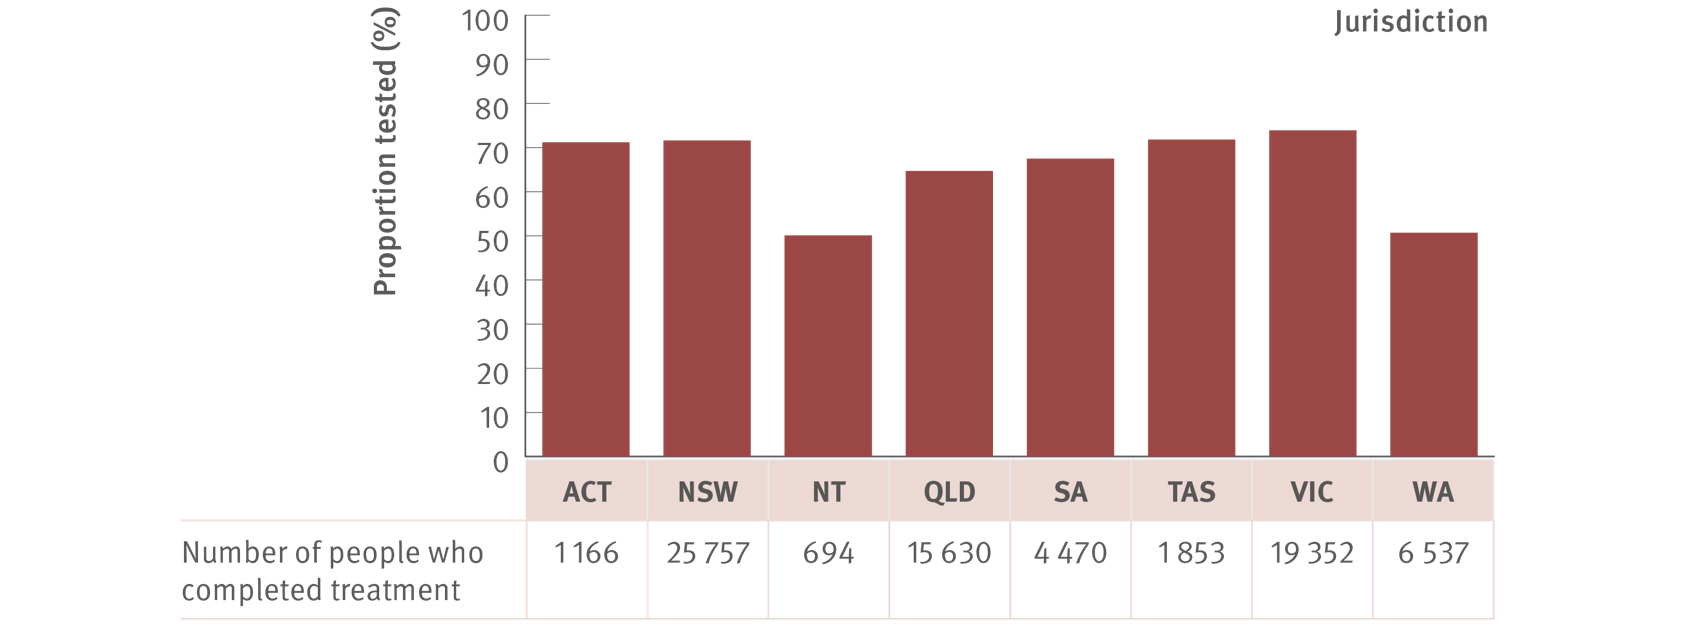 Proportion tested (%)
100
90
80
70
60
50
40
30
20
10
0
Jurisdiction
ACT NSW NT QLD SA TAS VIC WA
Number of people who
completed treatment
1 166 25 757 694 15 630 4 470 1 853 19 352 6 537